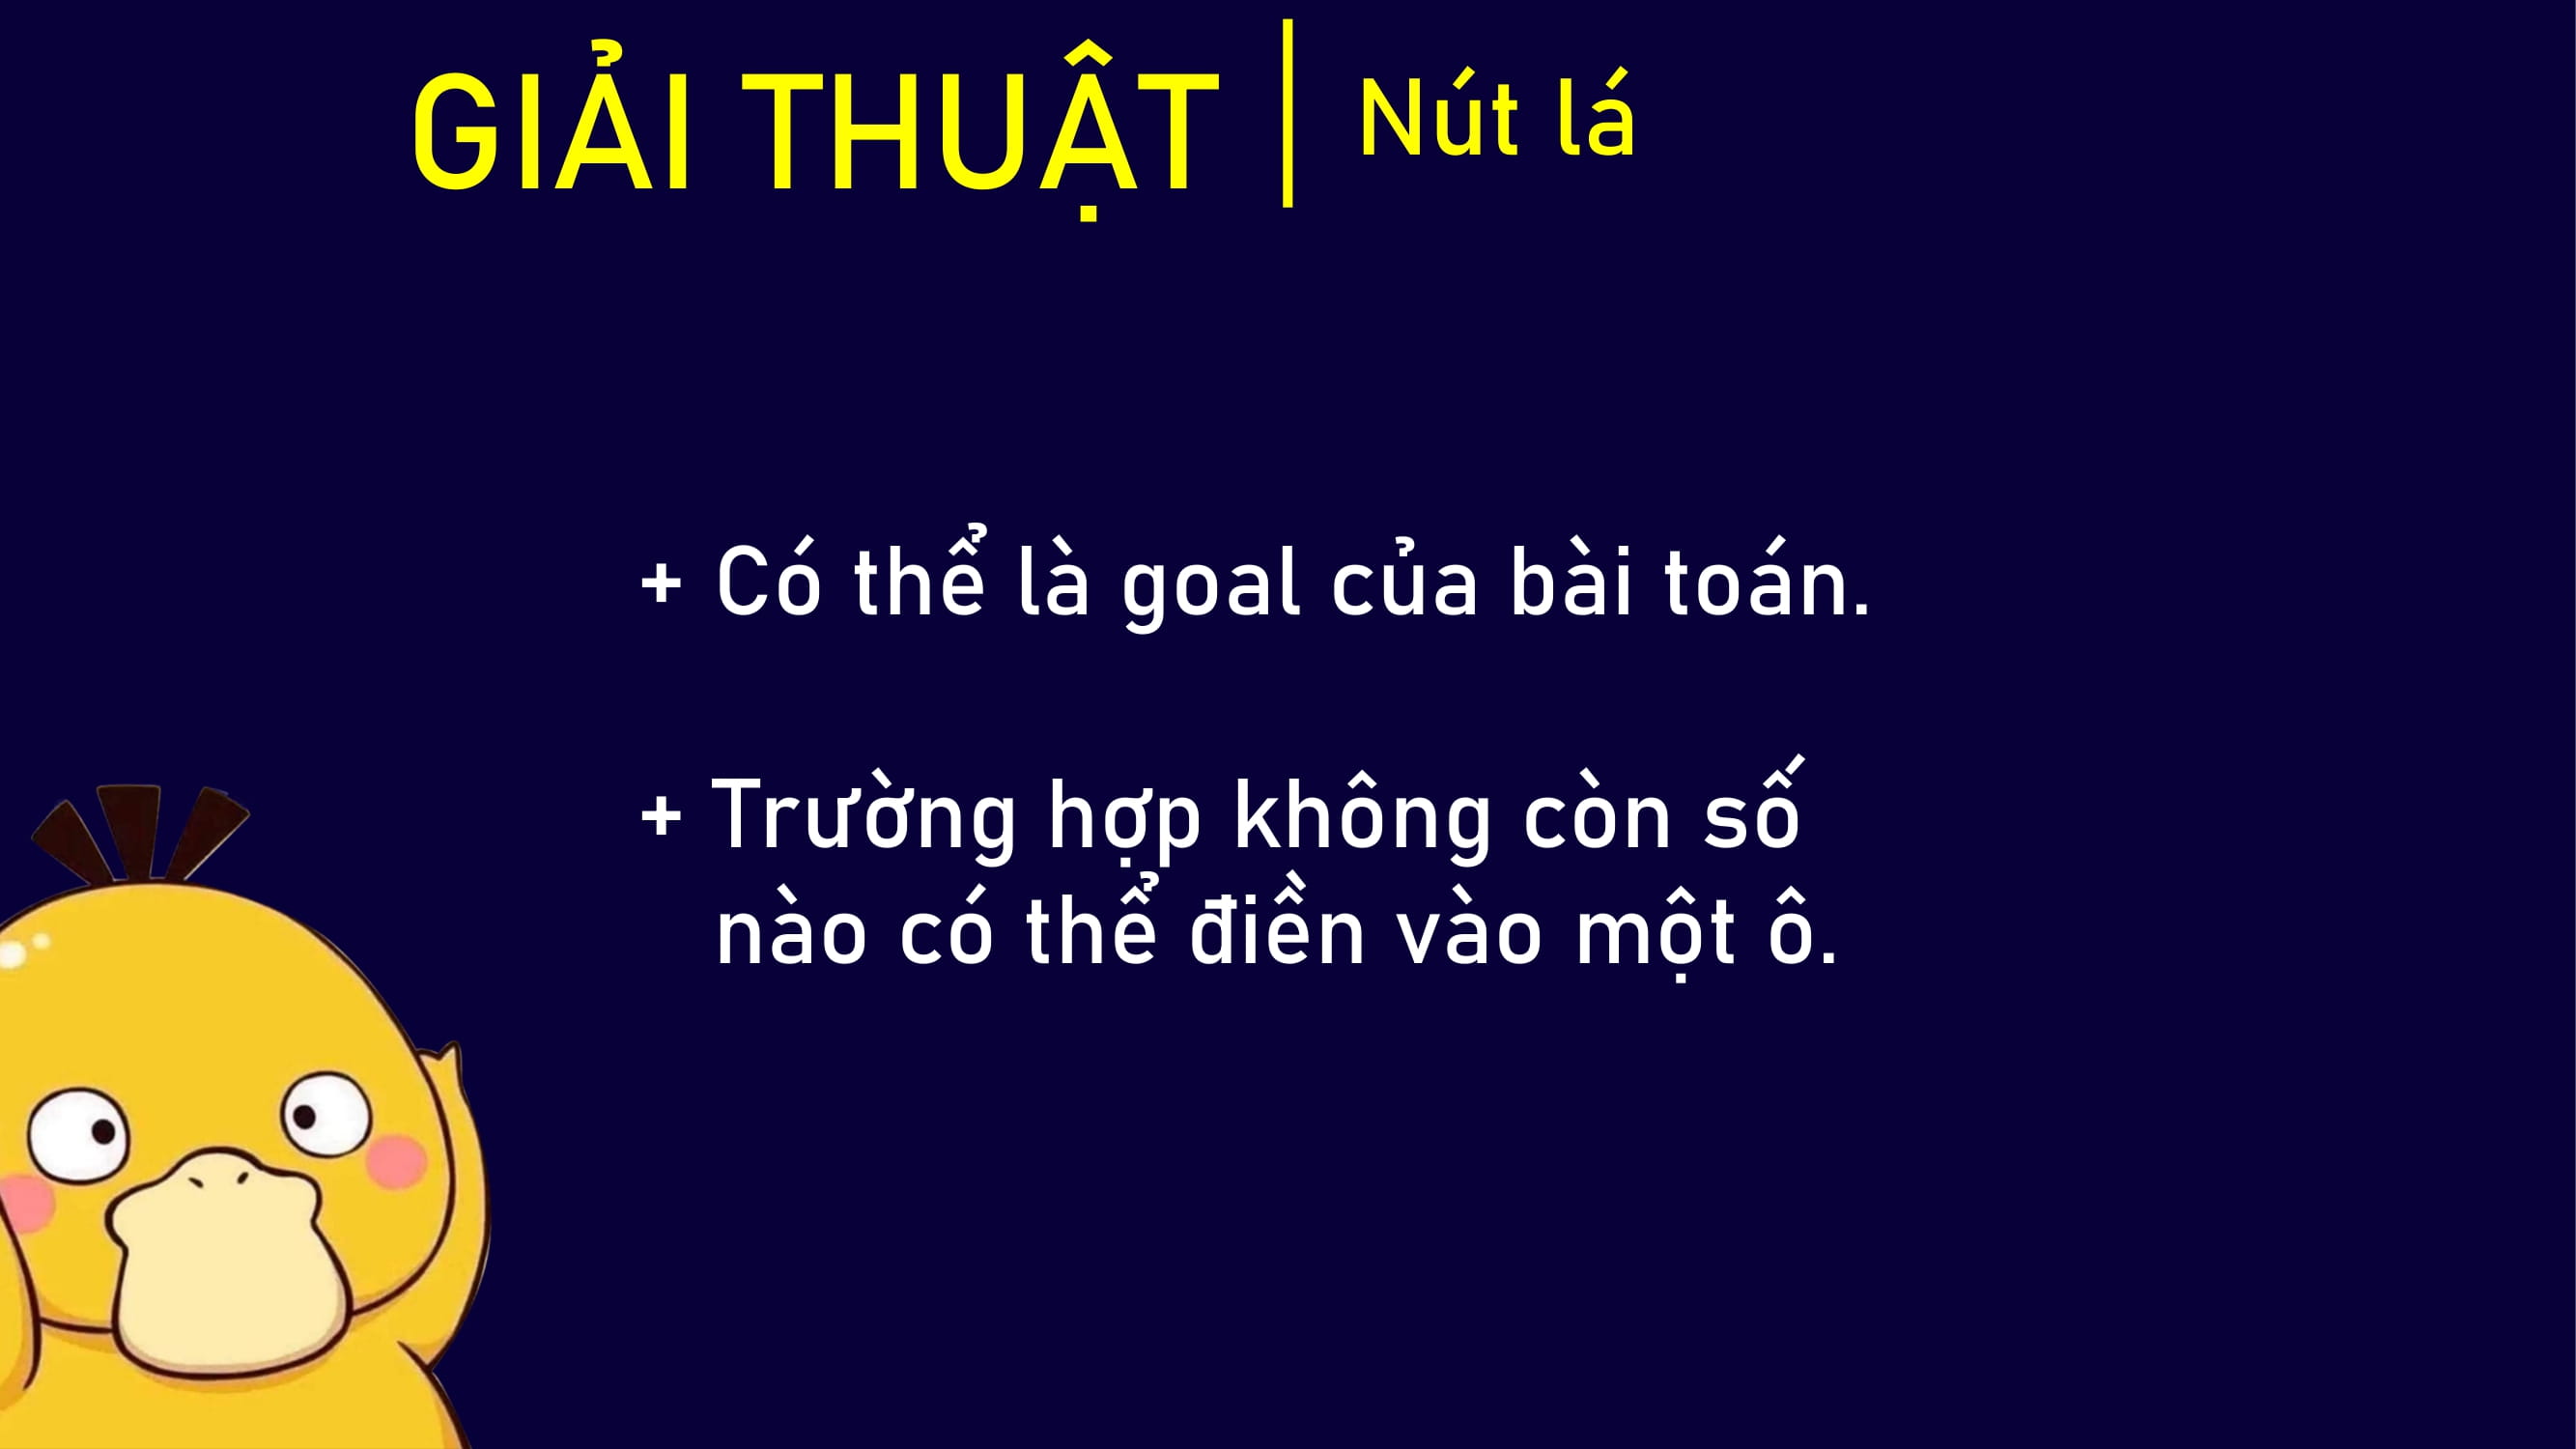 GIẢI THUẬT
Nút lá
+ Có thể là goal của bài toán.
+ Trường hợp không còn số
nào có thể điền vào một ô.